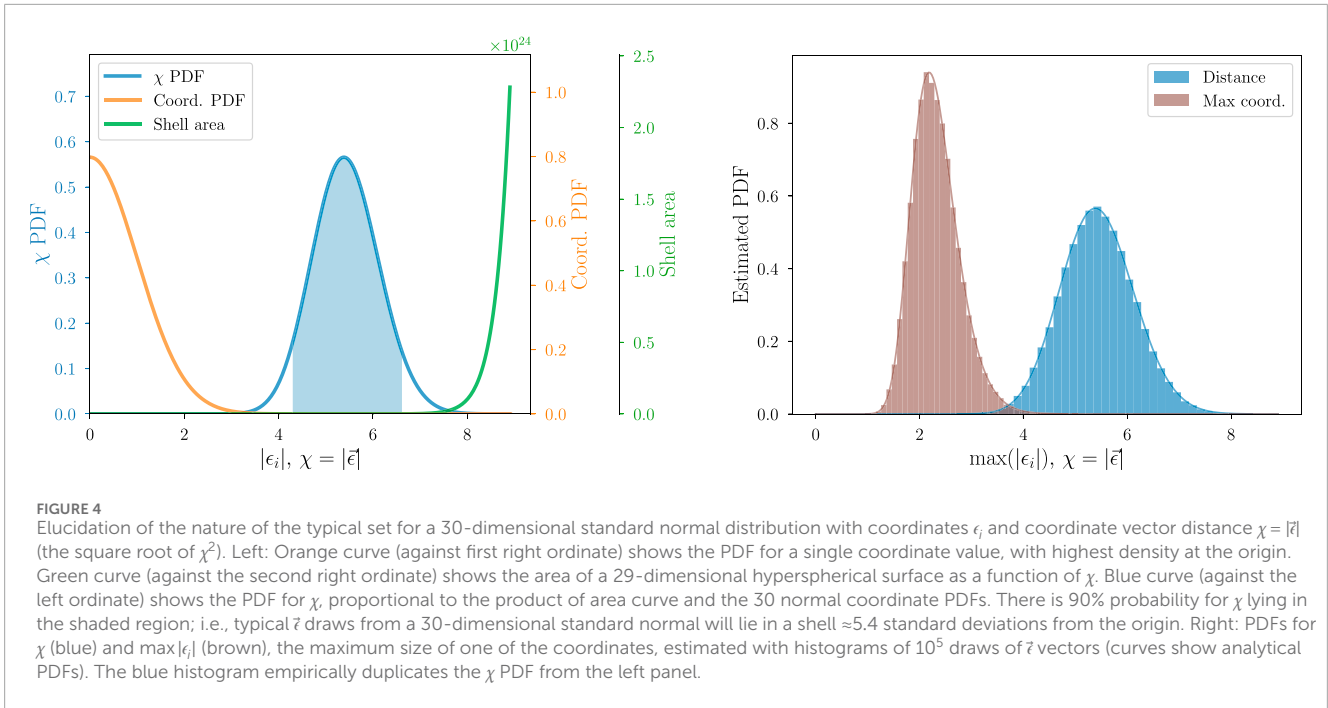 ×10²⁴
χ PDF
Coord. PDF
Shell area
0.7
0.6
0.5
0.4
0.3
0.2
0.1
0.0
χ PDF
0 2 4 6 8
|ϵᵢ|, χ = |ϵ⃗|
1.0
0.8
0.6
0.4
0.2
0.0
Coord. PDF
2.5
2.0
1.5
1.0
0.5
0.0
Shell area
Distance
Max coord.
0.8
0.6
0.4
0.2
0.0
Estimated PDF
0 2 4 6 8
max(|ϵᵢ|), χ = |ϵ⃗|
FIGURE 4
Elucidation of the nature of the typical set for a 30-dimensional standard normal distribution with coordinates ϵᵢ and coordinate vector distance χ = |ϵ⃗|
(the square root of χ²). Left: Orange curve (against first right ordinate) shows the PDF for a single coordinate value, with highest density at the origin.
Green curve (against the second right ordinate) shows the area of a 29-dimensional hyperspherical surface as a function of χ. Blue curve (against the
left ordinate) shows the PDF for χ, proportional to the product of area curve and the 30 normal coordinate PDFs. There is 90% probability for χ lying in
the shaded region; i.e., typical ϵ⃗ draws from a 30-dimensional standard normal will lie in a shell ≈5.4 standard deviations from the origin. Right: PDFs for
χ (blue) and max |ϵᵢ| (brown), the maximum size of one of the coordinates, estimated with histograms of 10⁵ draws of ϵ⃗ vectors (curves show analytical
PDFs). The blue histogram empirically duplicates the χ PDF from the left panel.